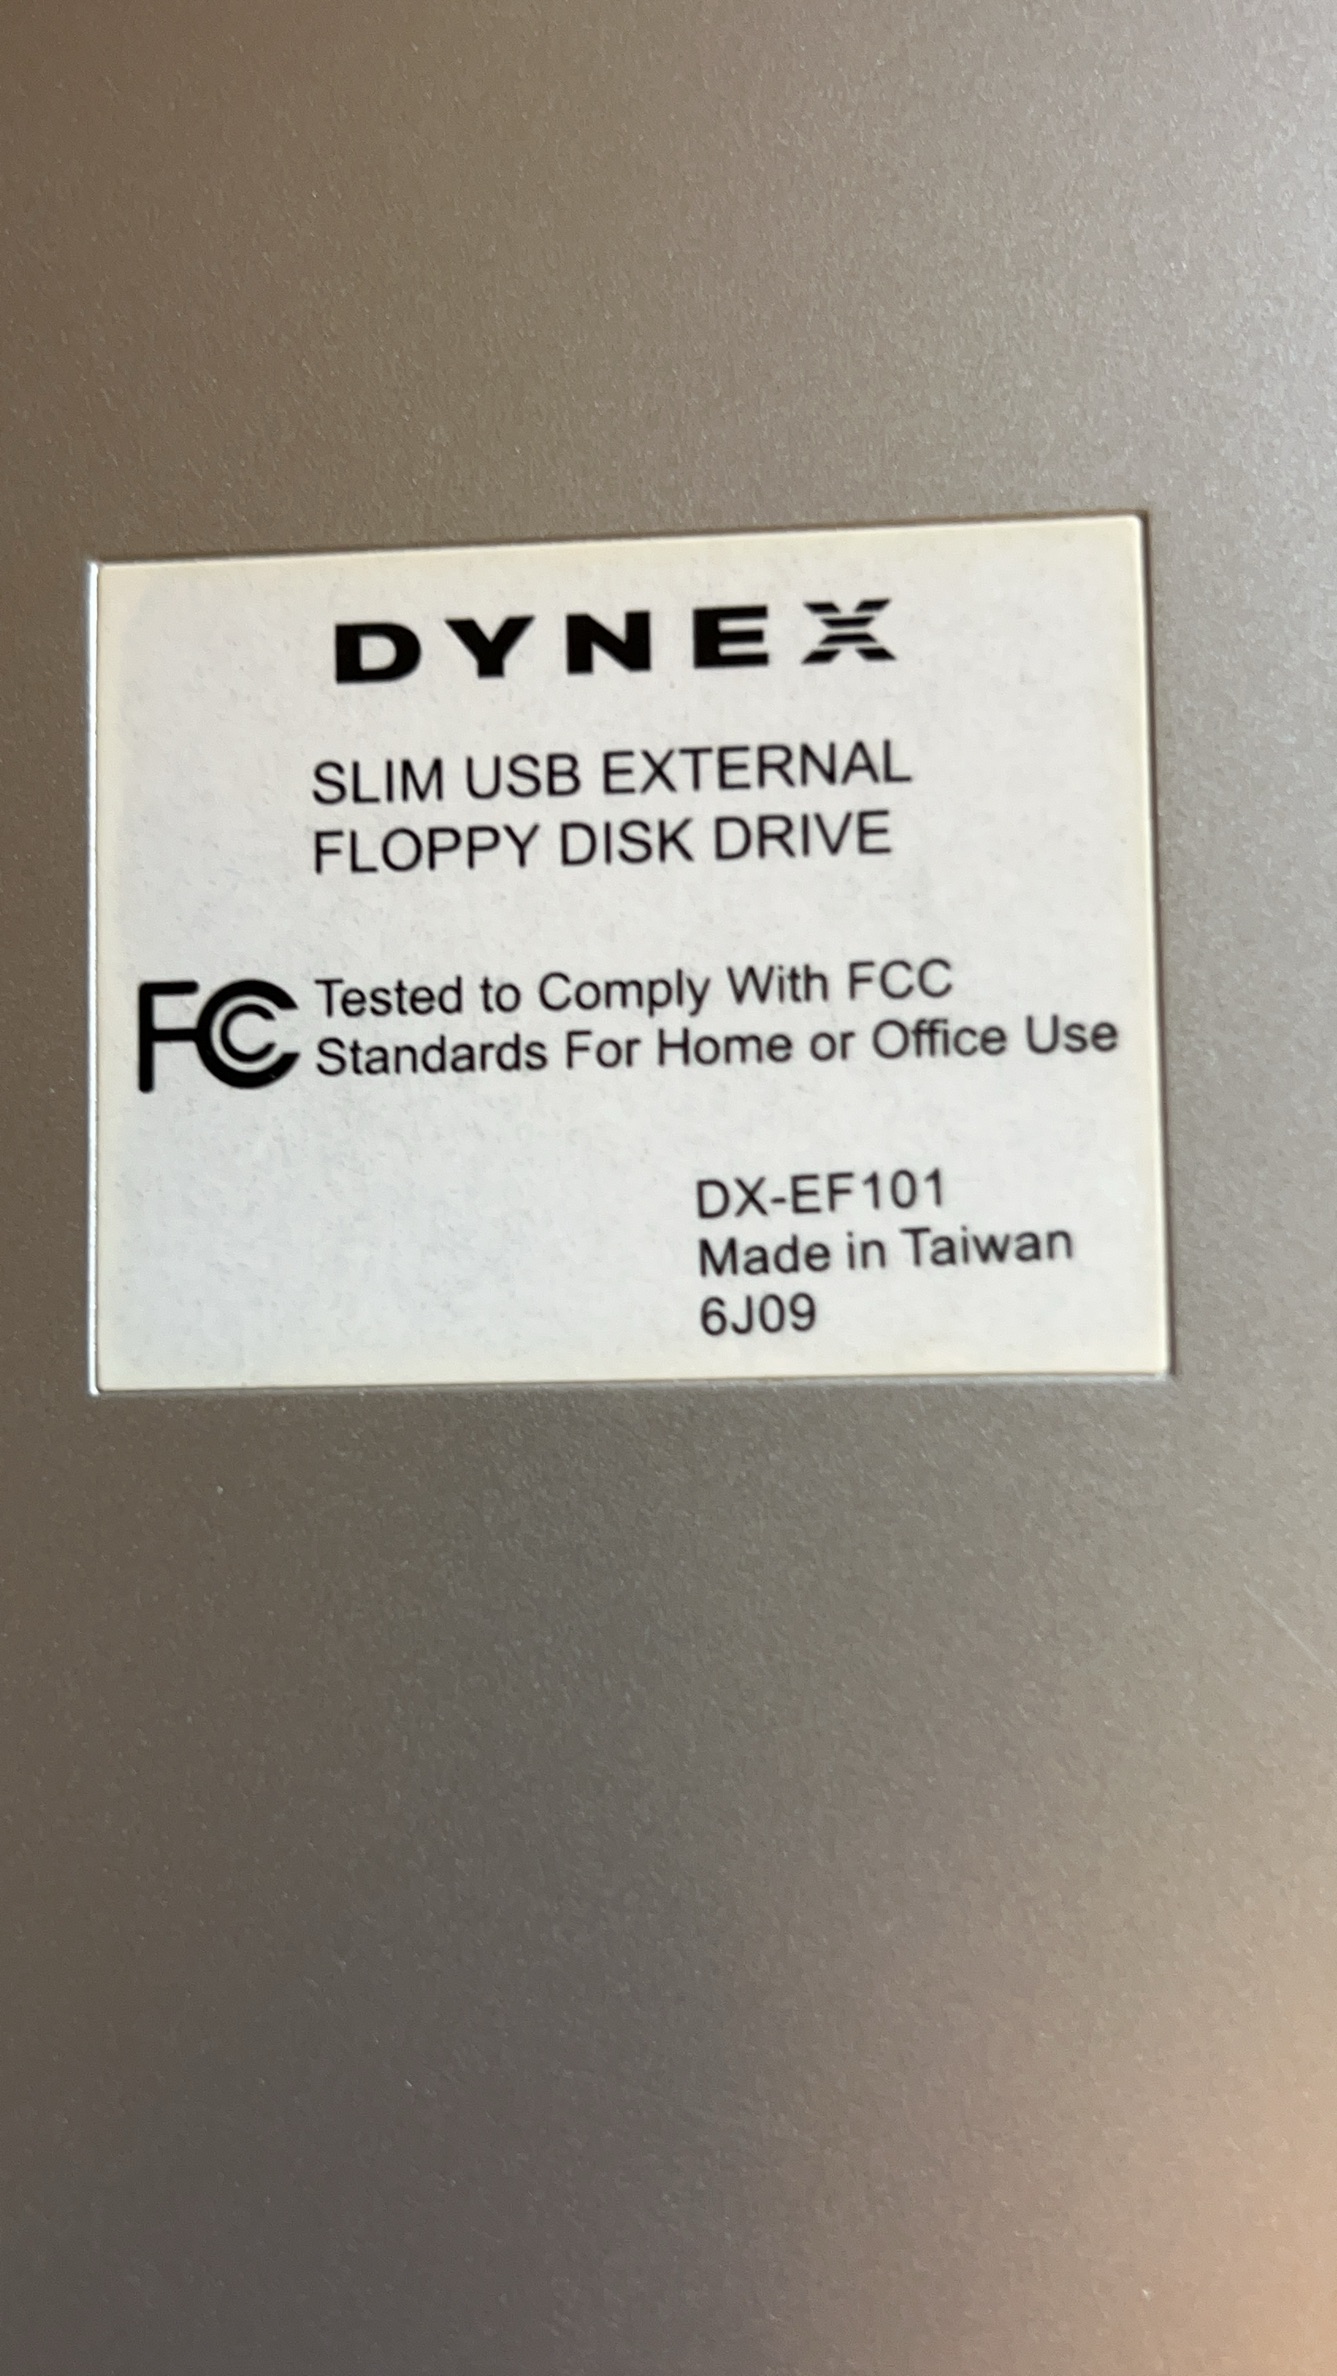 DYNEX
SLIM USB EXTERNAL
FLOPPY DISK DRIVE
FC Tested to Comply With FCC
Standards For Home or Office Use
DX-EF101
Made in Taiwan
6J09